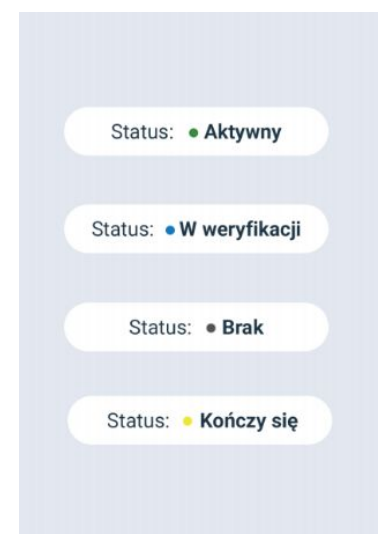 Status: ● Aktywny
Status: ● W weryfikacji
Status: ● Brak
Status: ● Kończy się